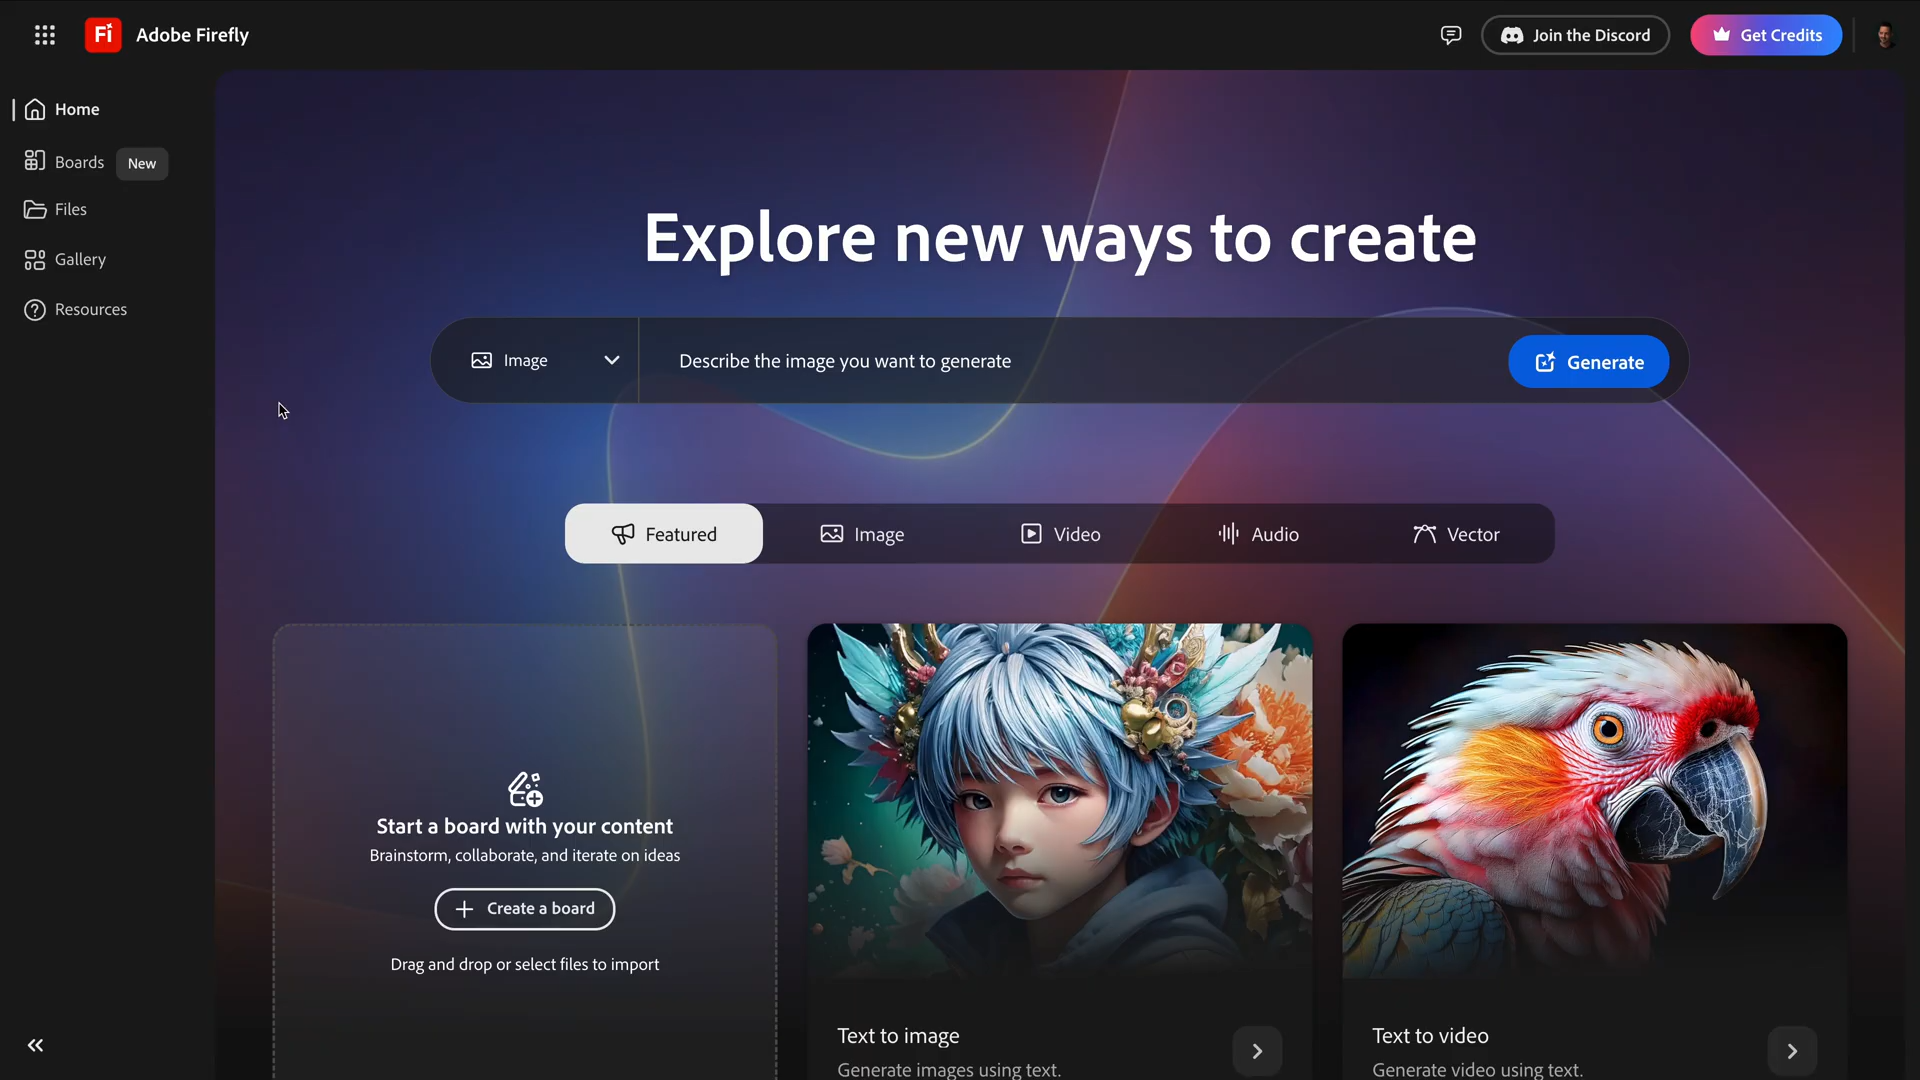 Fi Adobe Firefly
Join the Discord
Get Credits
Home
Boards New
Files
Gallery
Resources
Explore new ways to create
Image
Describe the image you want to generate
Generate
Featured
Image
Video
Audio
Vector
Start a board with your content
Brainstorm, collaborate, and iterate on ideas
Create a board
Drag and drop or select files to import
Text to image
Generate images using text.
Text to video
Generate video using text.